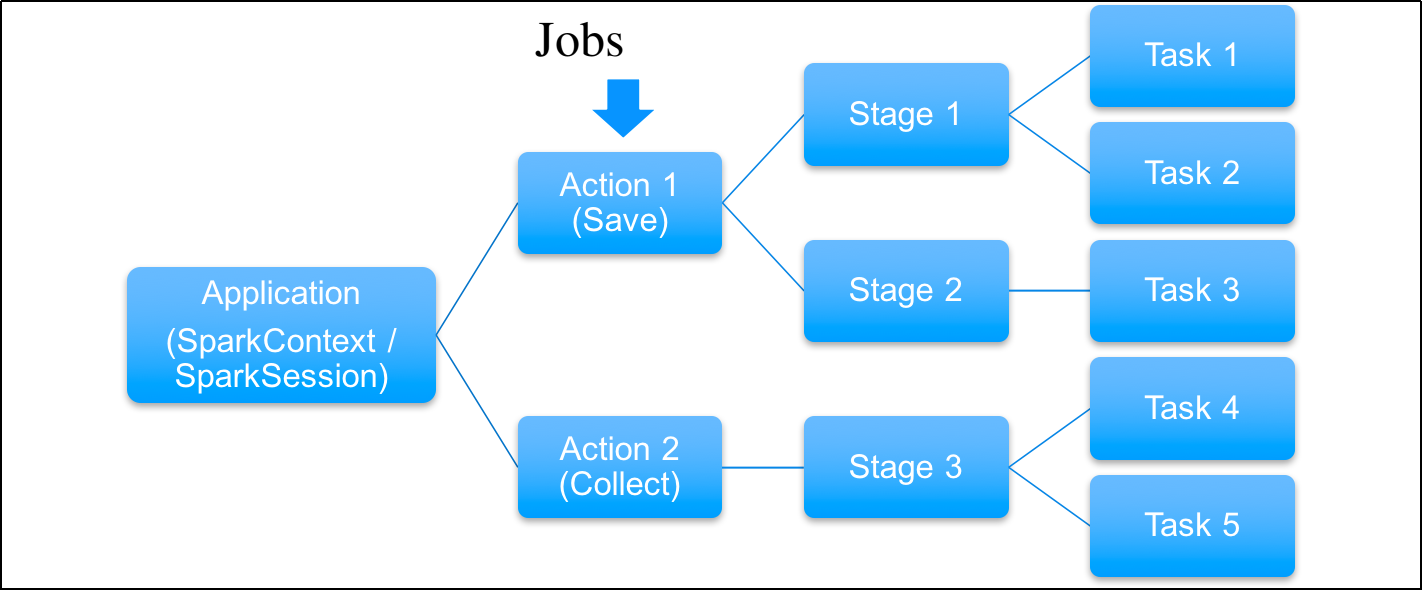 Jobs
Application
(SparkContext /
SparkSession)
Action 1
(Save)
Action 2
(Collect)
Stage 1
Stage 2
Stage 3
Task 1
Task 2
Task 3
Task 4
Task 5